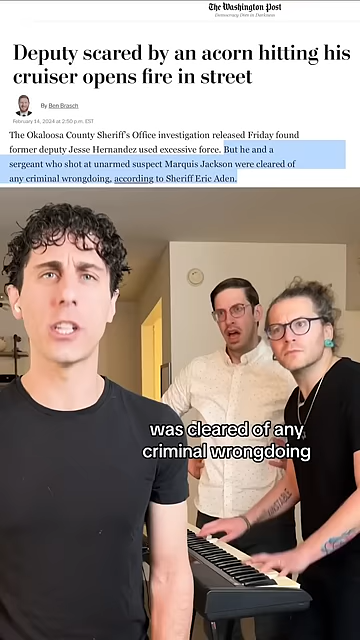 The Washington Post
Democracy Dies in Darkness
Deputy scared by an acorn hitting his
cruiser opens fire in street
By Ben Brasch
February 14, 2024 at 2:50 p.m. EST
The Okaloosa County Sheriff's Office investigation released Friday found
former deputy Jesse Hernandez used excessive force. But he and a
sergeant who shot at unarmed suspect Marquis Jackson were cleared of
any criminal wrongdoing, according to Sheriff Eric Aden.
was cleared of any
criminal wrongdoing